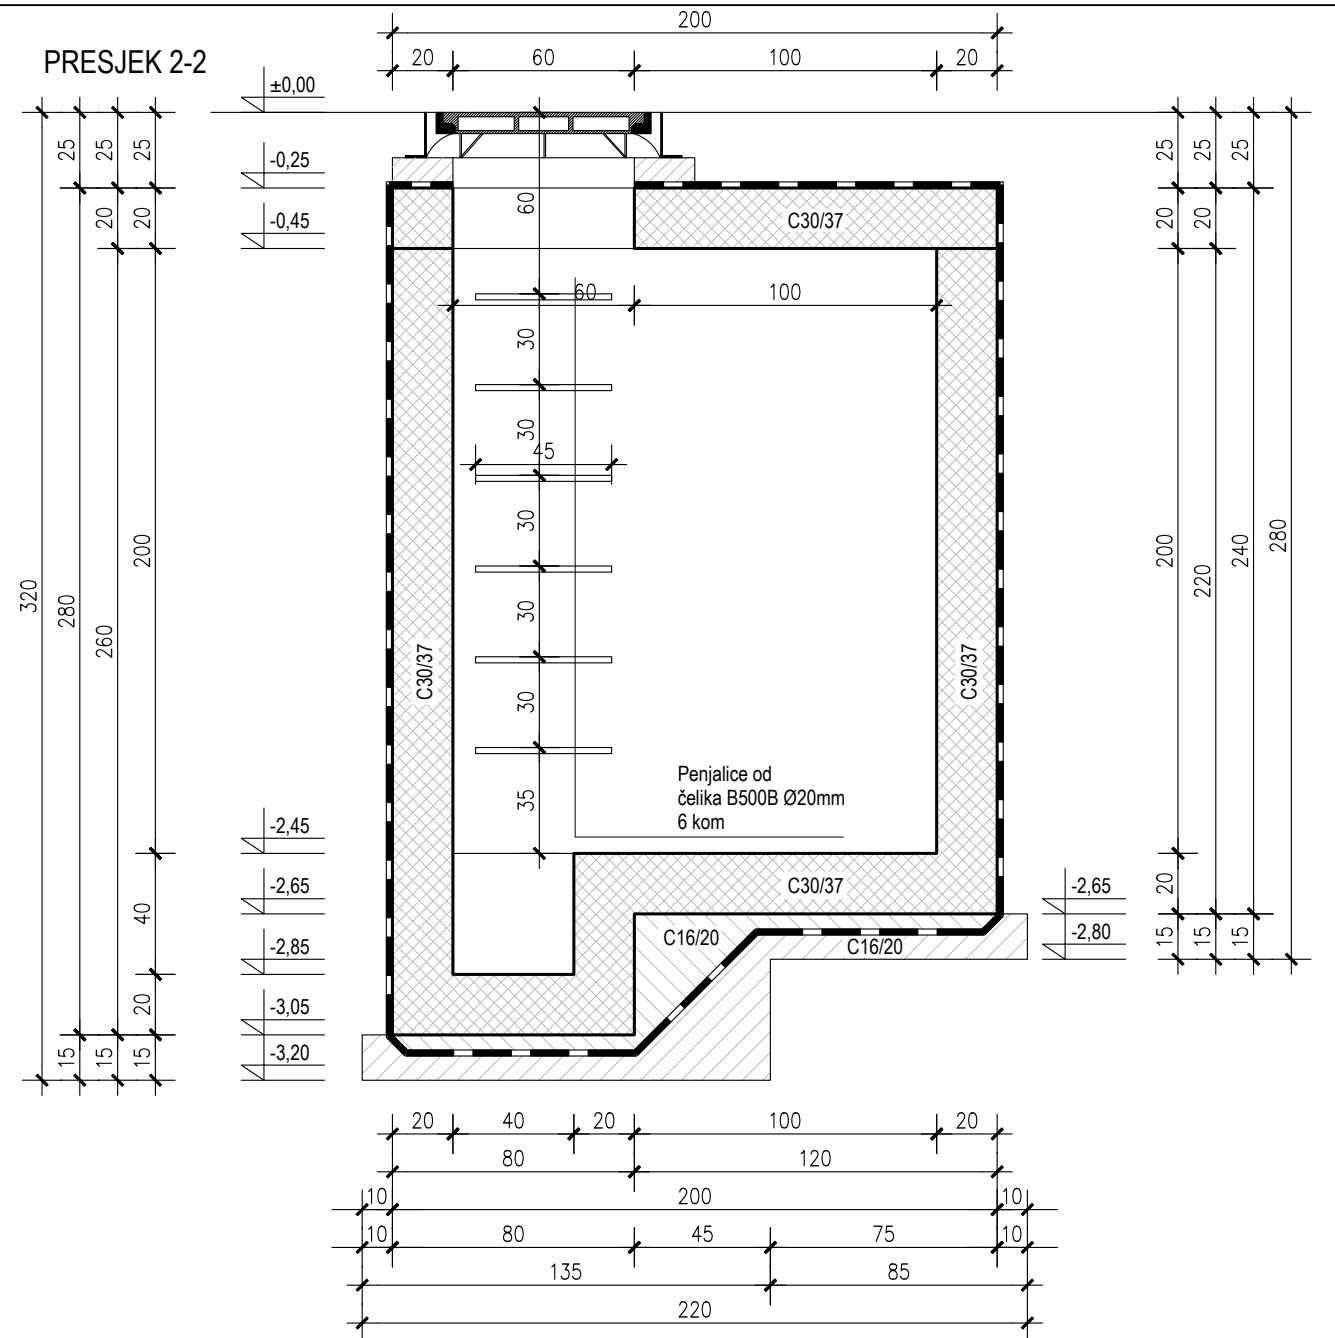 200
PRESJEK 2-2
20 60 100 20
±0,00
25 25 25
25 25 25
-0,25
60
20 20
-0,45
C30/37
20 20
60 100
30
30
45
30
30
30
35
320
280
260
200
C30/37
C30/37
200
220
240
280
Penjalice od
čelika B500B Ø20mm
6 kom
-2,45
-2,65
-2,85
-3,05
-3,20
40
20
15 15 15
C30/37
C16/20
C16/20
-2,65
-2,80
20
15 15 15
20 40 20 100 20
80 120
10 200 10
10 80 45 75 10
135 85
220